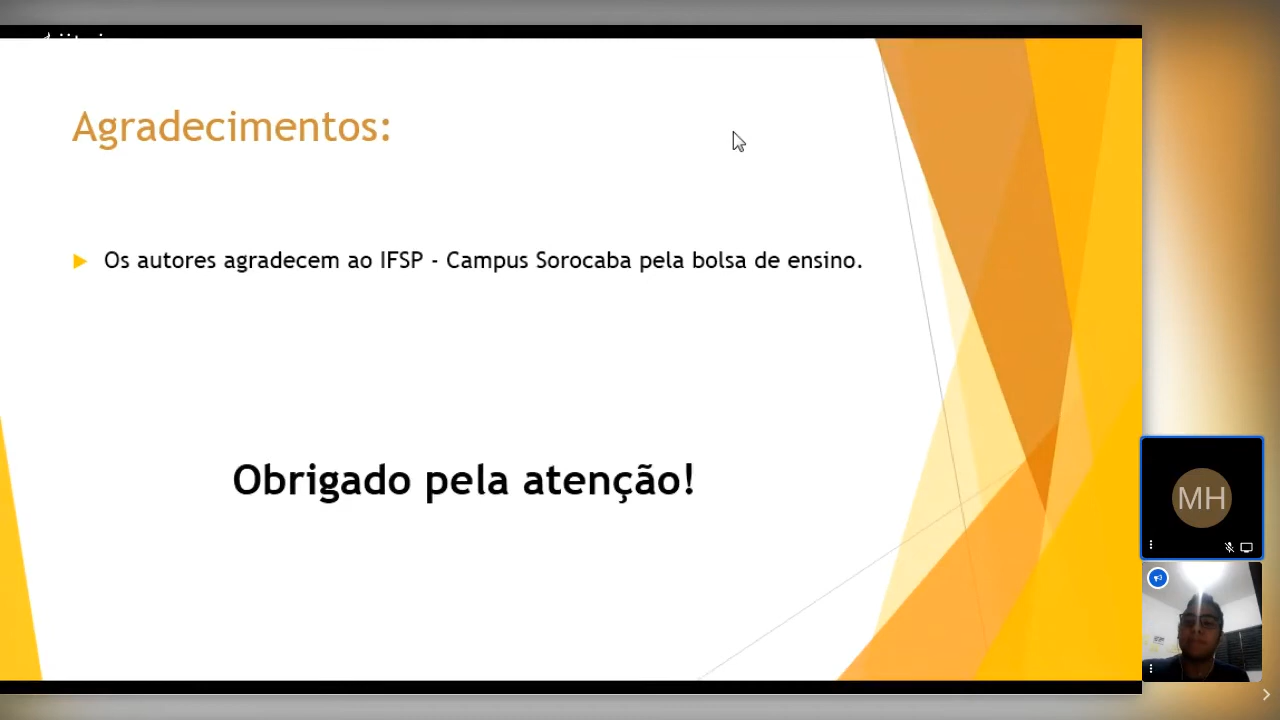 Agradecimentos:
Os autores agradecem ao IFSP - Campus Sorocaba pela bolsa de ensino.
Obrigado pela atenção!
MH